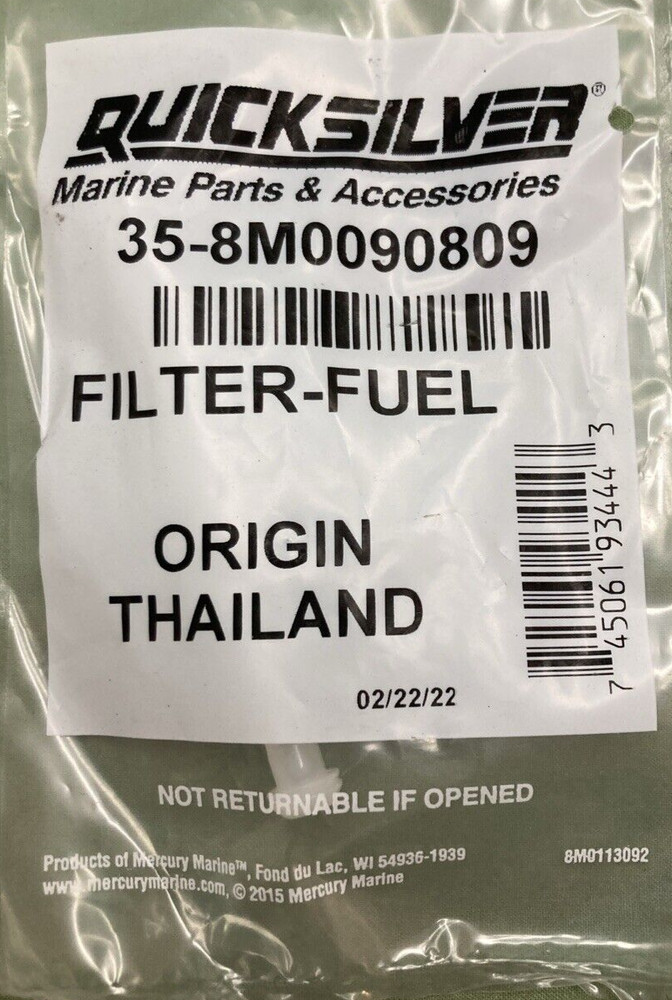 QUICKSILVER®
Marine Parts & Accessories
35-8M0090809
FILTER-FUEL
ORIGIN
THAILAND
7 45061 93444 3
02/22/22
NOT RETURNABLE IF OPENED
Products of Mercury Marine™, Fond du Lac, WI 54936-1939
www.mercurymarine.com, © 2015 Mercury Marine
8M0113092